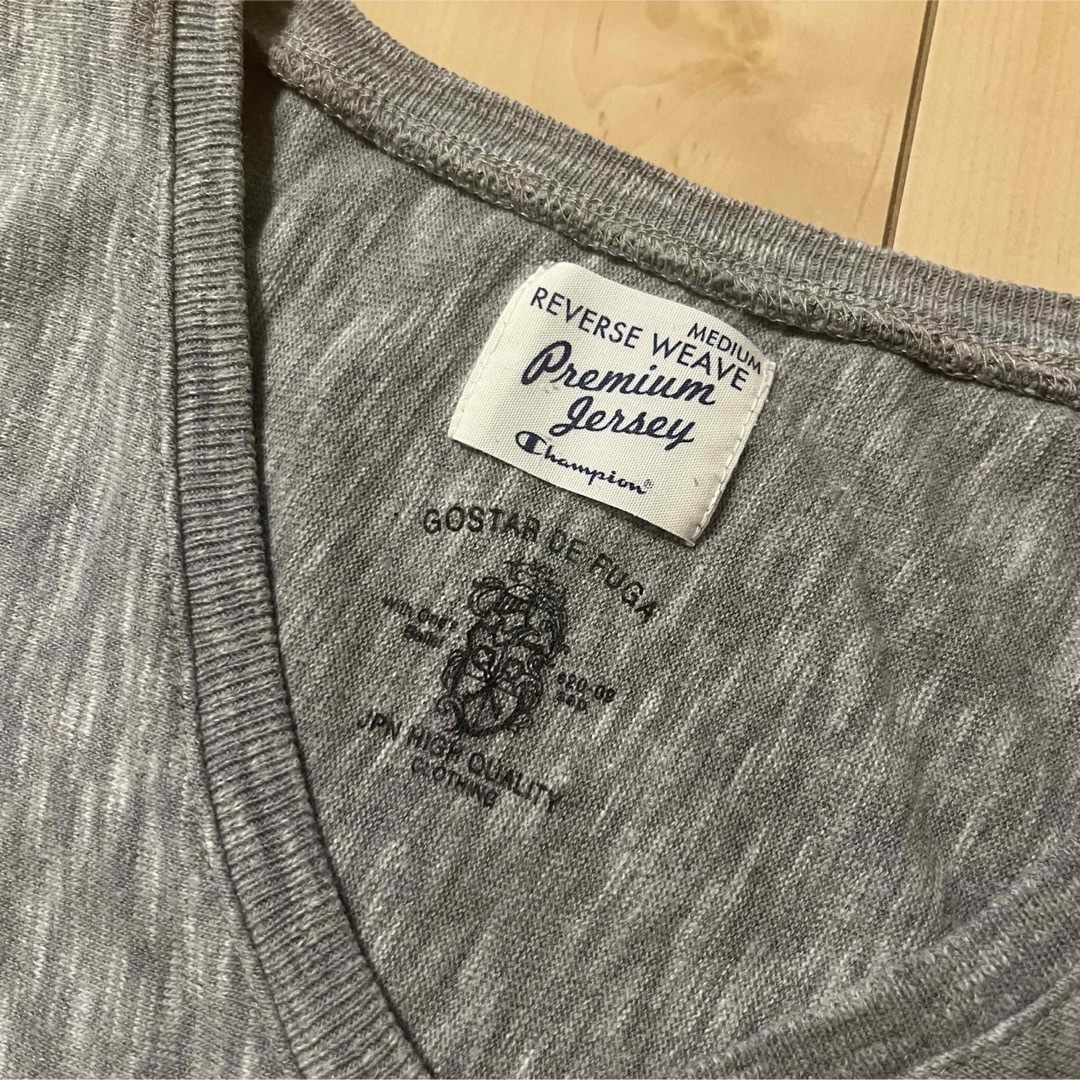 MEDIUM
REVERSE WEAVE
Premium
Jersey
Champion®
GOSTAR DE FUGA
JPN HIGH QUALITY
CLOTHING